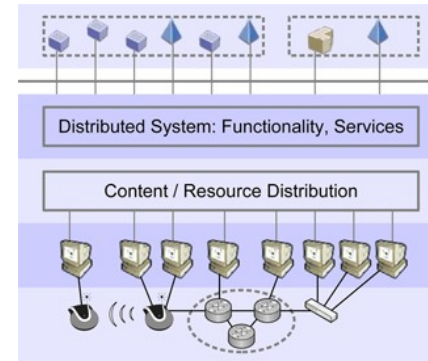 Distributed System: Functionality, Services
Content / Resource Distribution